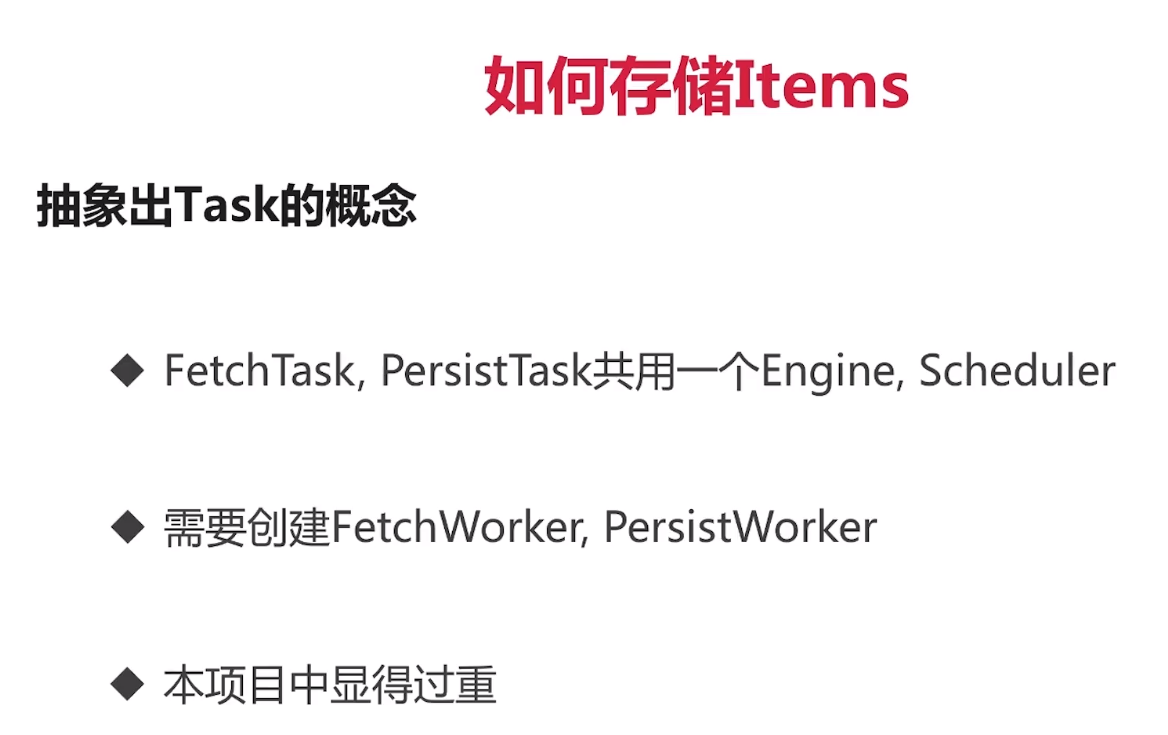 如何存储Items
抽象出Task的概念
◆ FetchTask, PersistTask共用一个Engine, Scheduler
◆ 需要创建FetchWorker, PersistWorker
◆ 本项目中显得过重